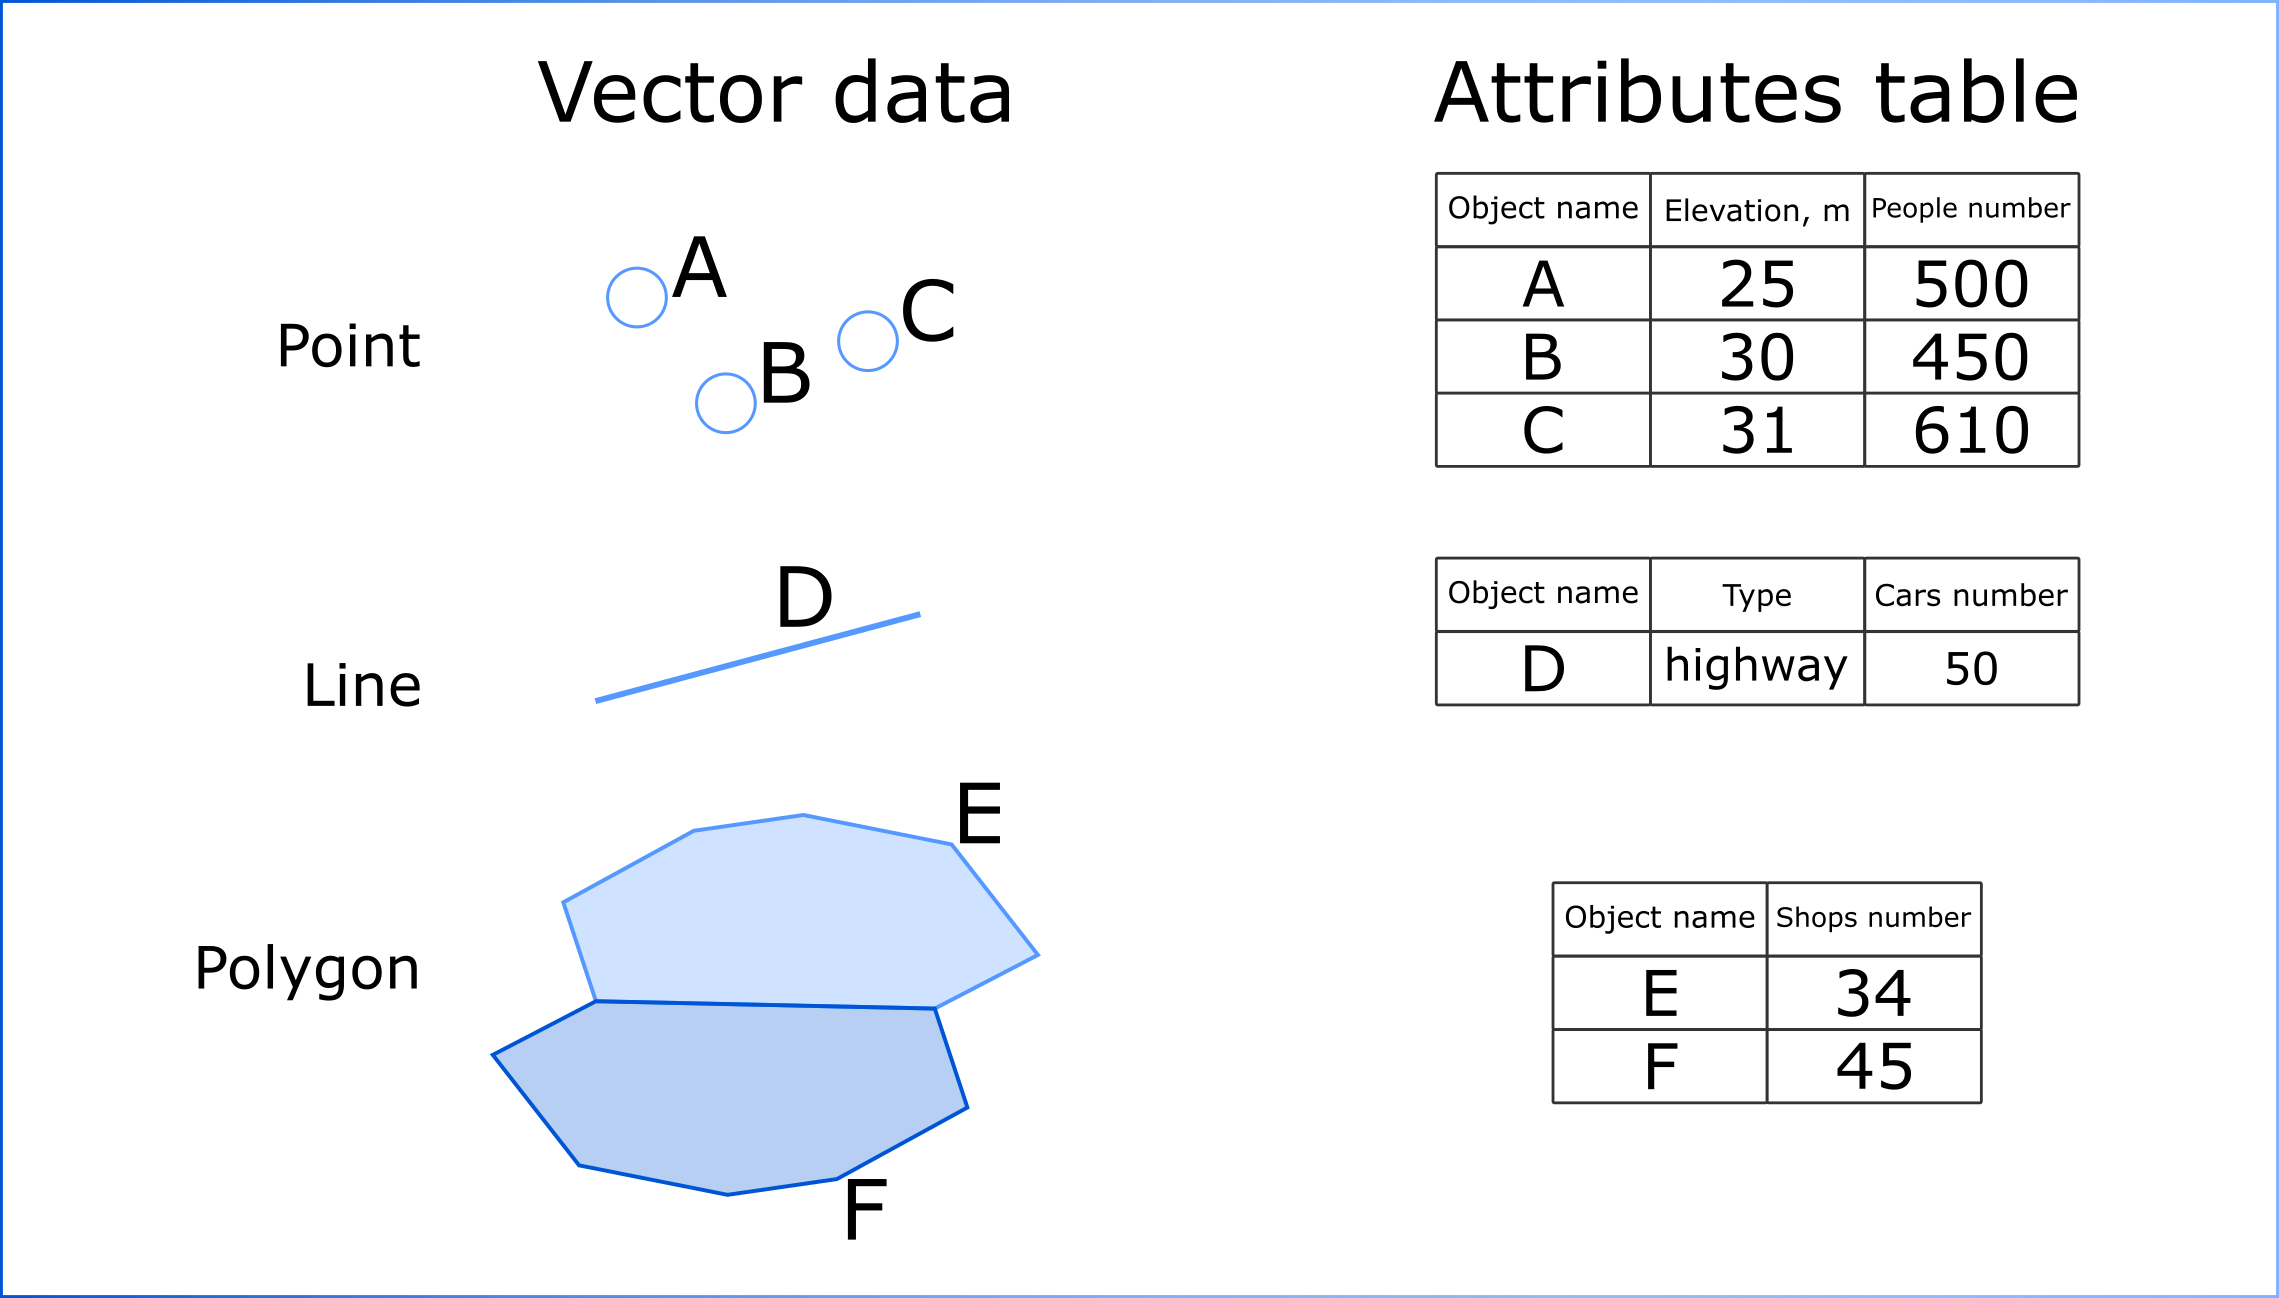 Vector data
Attributes table
Point
A
B
C
Object name Elevation, m People number
A 25 500
B 30 450
C 31 610
Line
D
Object name Type Cars number
D highway 50
Polygon
E
F
Object name Shops number
E 34
F 45